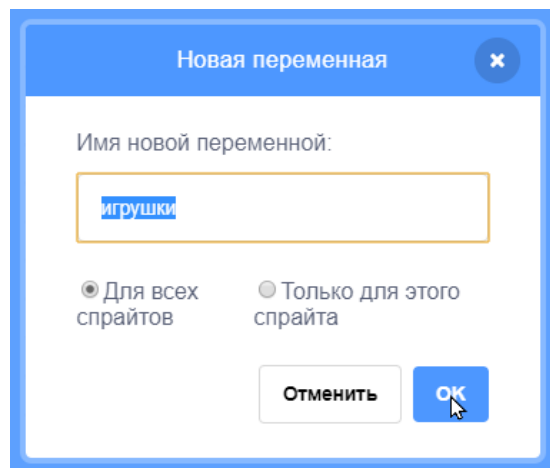 Новая переменная
Имя новой переменной:
игрушки
Для всех спрайтов
Только для этого спрайта
Отменить
ОК